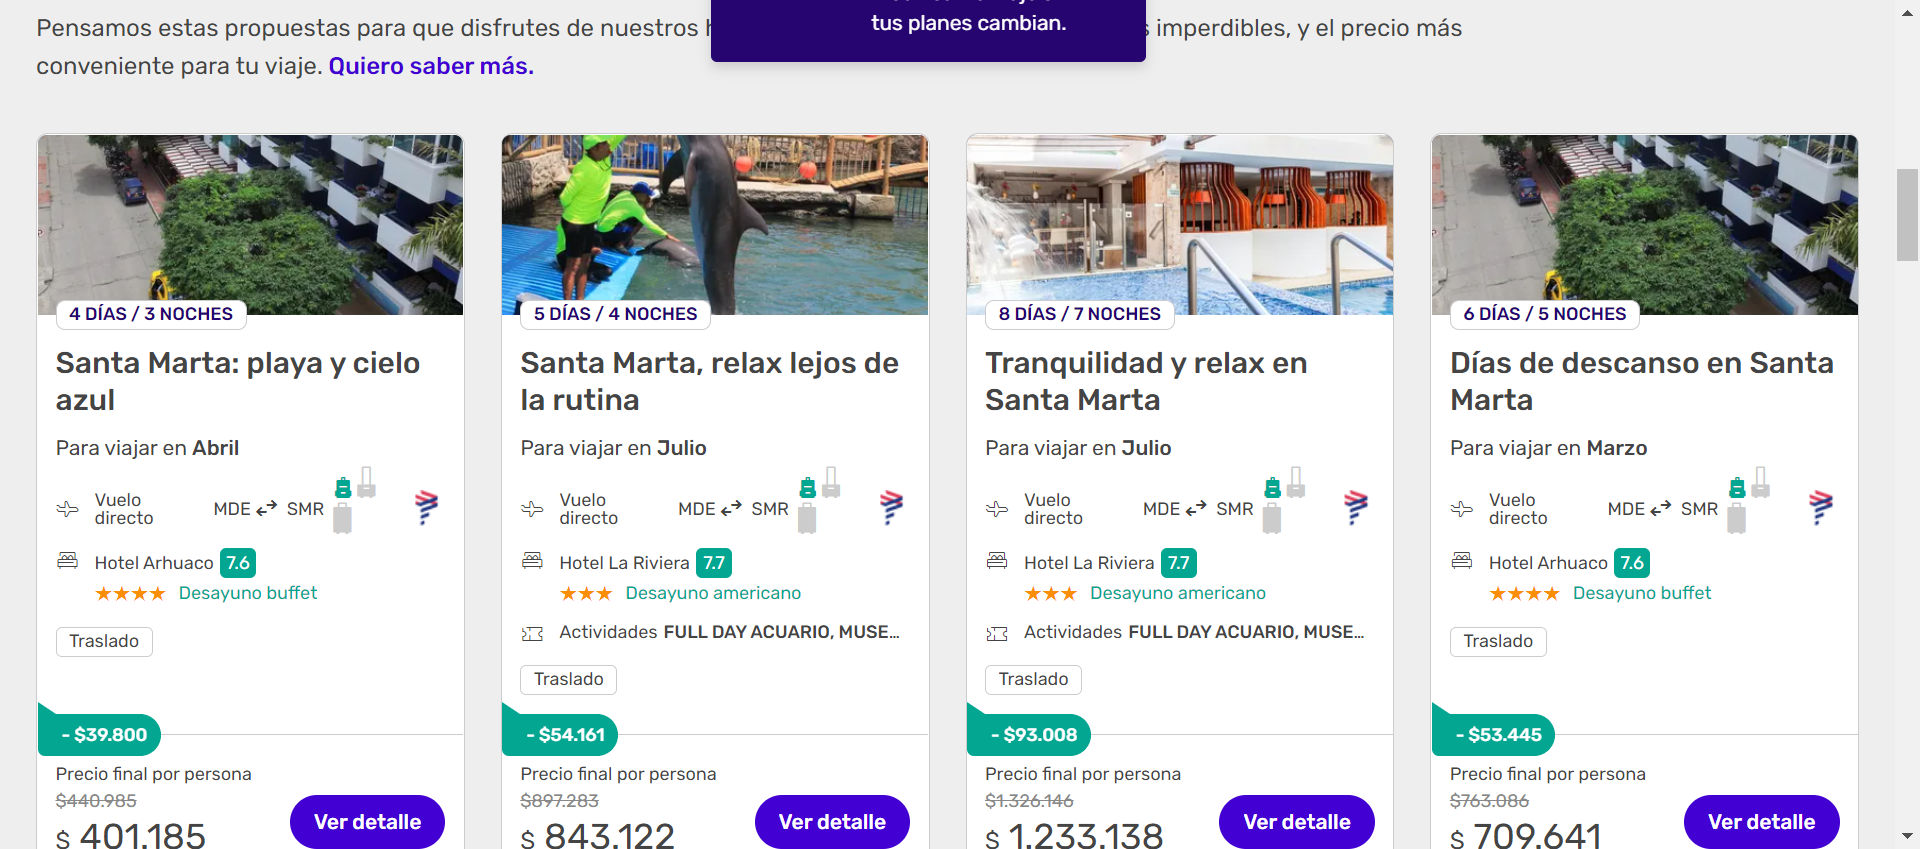 Pensamos estas propuestas para que disfrutes de nuestros
imperdibles, y el precio más
conveniente para tu viaje. Quiero saber más.
tus planes cambian.
4 DÍAS / 3 NOCHES
Santa Marta: playa y cielo
azul
Para viajar en Abril
Vuelo
directo
MDE SMR
Hotel Arhuaco 7.6
Desayuno buffet
Traslado
- $39.800
Precio final por persona
$440.985
$ 401.185
Ver detalle
5 DÍAS / 4 NOCHES
Santa Marta, relax lejos de
la rutina
Para viajar en Julio
Vuelo
directo
MDE SMR
Hotel La Riviera 7.7
Desayuno americano
Actividades FULL DAY ACUARIO, MUSE...
Traslado
- $54.161
Precio final por persona
$897.283
$ 843.122
Ver detalle
8 DÍAS / 7 NOCHES
Tranquilidad y relax en
Santa Marta
Para viajar en Julio
Vuelo
directo
MDE SMR
Hotel La Riviera 7.7
Desayuno americano
Actividades FULL DAY ACUARIO, MUSE...
Traslado
- $93.008
Precio final por persona
$1.326.146
$ 1.233.138
Ver detalle
6 DÍAS / 5 NOCHES
Días de descanso en Santa
Marta
Para viajar en Marzo
Vuelo
directo
MDE SMR
Hotel Arhuaco 7.6
Desayuno buffet
Traslado
- $53.445
Precio final por persona
$763.086
$ 709.641
Ver detalle